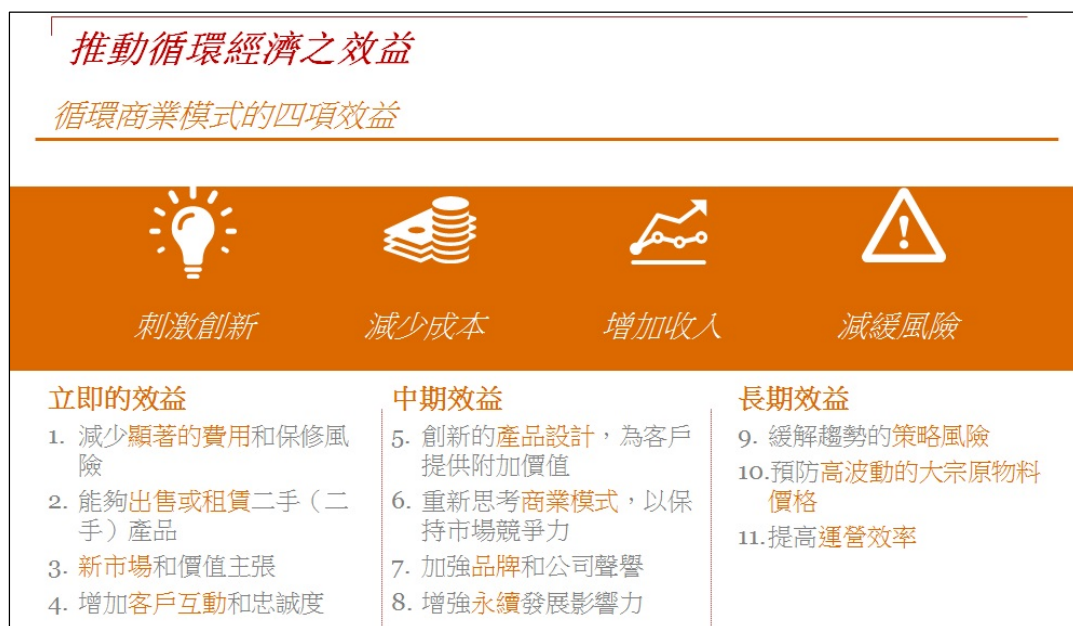 推動循環經濟之效益
循環商業模式的四項效益
刺激創新
減少成本
增加收入
減緩風險
立即的效益
1. 減少顯著的費用和保修風
險
2. 能夠出售或租賃二手（二
手）產品
3. 新市場和價值主張
4. 增加客戶互動和忠誠度
中期效益
5. 創新的產品設計，為客戶
提供附加價值
6. 重新思考商業模式，以保
持市場競爭力
7. 加強品牌和公司聲譽
8. 增強永續發展影響力
長期效益
9. 緩解趨勢的策略風險
10.預防高波動的大宗原物料
價格
11.提高運營效率